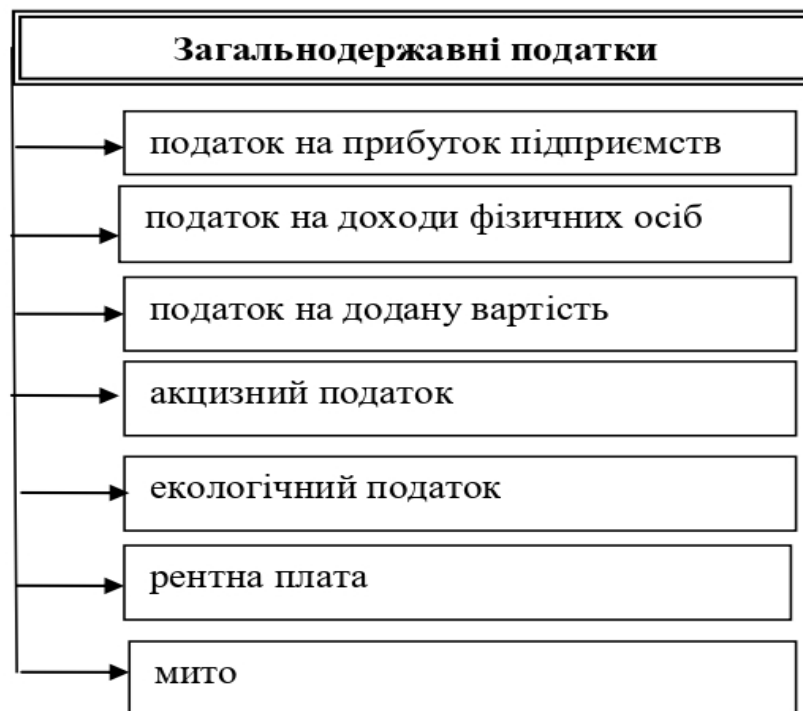 Загальнодержавні податки
податок на прибуток підприємств
податок на доходи фізичних осіб
податок на додану вартість
акцизний податок
екологічний податок
рентна плата
мито